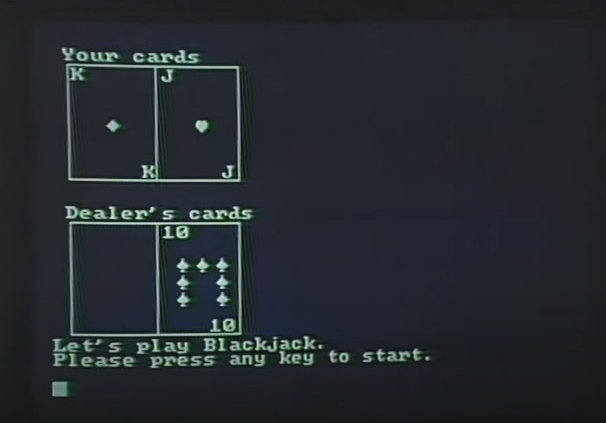 Your cards
K J
K J
Dealer's cards
10
10
Let's play Blackjack.
Please press any key to start.